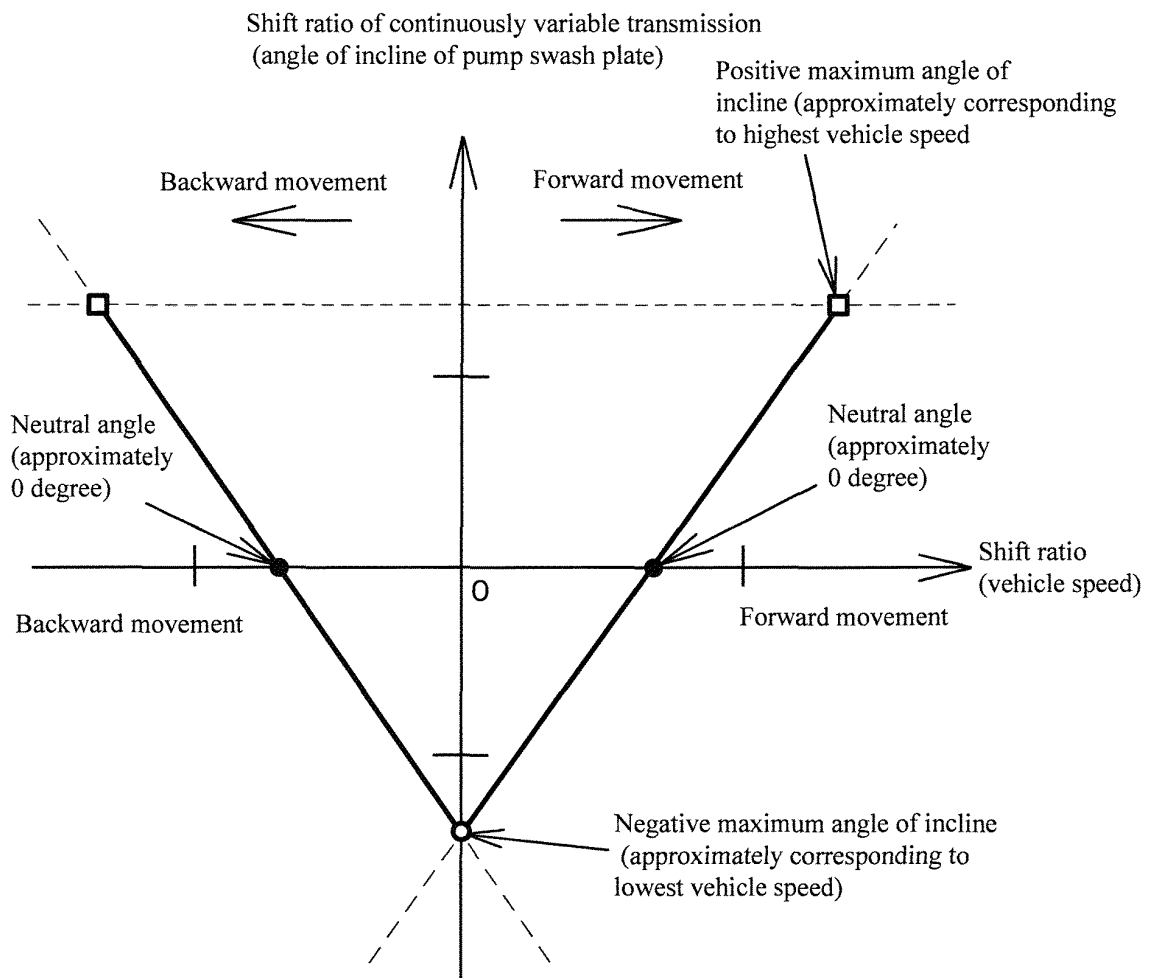 Shift ratio of continuously variable transmission
(angle of incline of pump swash plate)
Positive maximum angle of
incline (approximately corresponding
to highest vehicle speed
Backward movement
Forward movement
Neutral angle
(approximately
0 degree)
Neutral angle
(approximately
0 degree)
Shift ratio
(vehicle speed)
0
Backward movement
Forward movement
Negative maximum angle of incline
(approximately corresponding to
lowest vehicle speed)